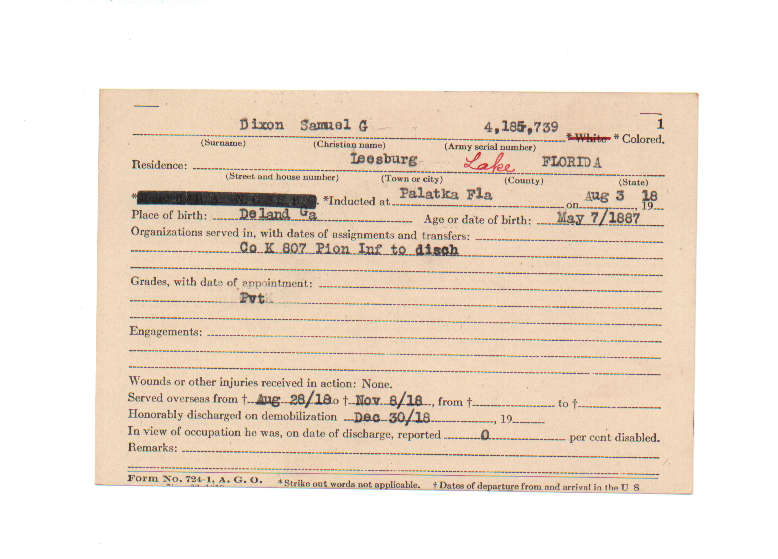 Dixon Samuel G 4,185,739 1
*White * Colored.
(Surname) (Christian name) (Army serial number)
Residence: Leesburg Lake FLORIDA
(Street and house number) (Town or city) (County) (State)
* . *Inducted at Palatka Fla on Aug 3 1918
Place of birth: Deland Ga Age or date of birth: May 7/1887
Organizations served in, with dates of assignments and transfers:
Co K 807 Pion Inf to disch
Grades, with date of appointment:
Pvt
Engagements:
Wounds or other injuries received in action: None.
Served overseas from † Aug 28/18 to † Nov 8/18, from † to †
Honorably discharged on demobilization Dec 30/18, 19
In view of occupation he was, on date of discharge, reported 0 per cent disabled.
Remarks:
Form No. 724-1, A. G. O. *Strike out words not applicable. † Dates of departure from and arrival in the U S